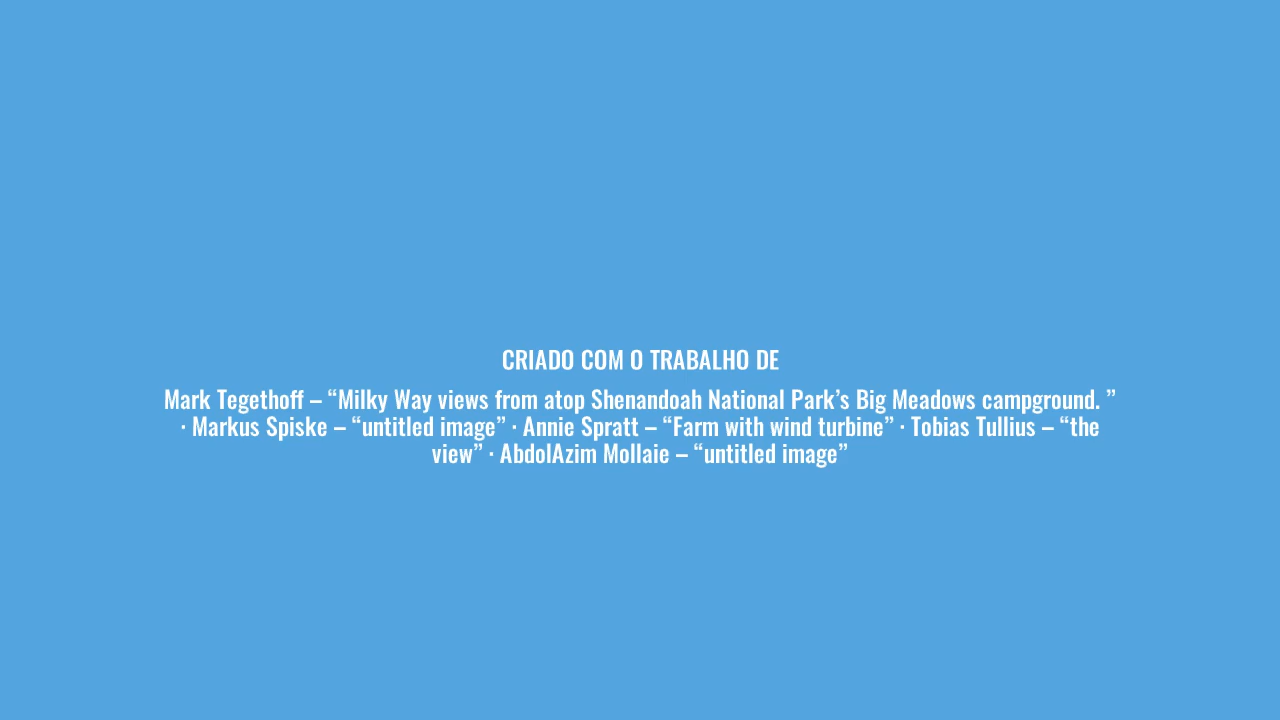 CRIADO COM O TRABALHO DE
Mark Tegethoff – “Milky Way views from atop Shenandoah National Park’s Big Meadows campground. ”
· Markus Spiske – “untitled image” · Annie Spratt – “Farm with wind turbine” · Tobias Tullius – “the
view” · AbdolAzim Mollaie – “untitled image”